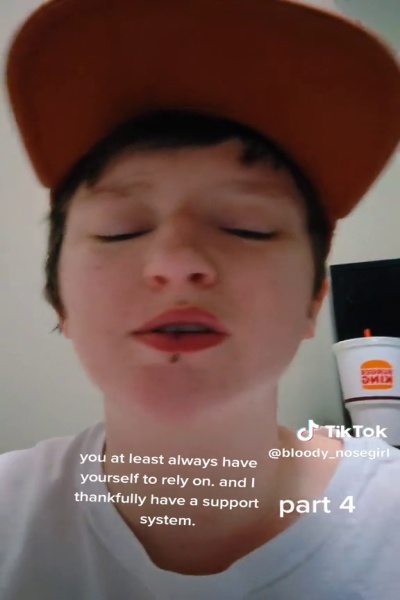 BURGER
KING
TikTok
@bloody_nosegirl
you at least always have
yourself to rely on. and I
thankfully have a support
system.
part 4